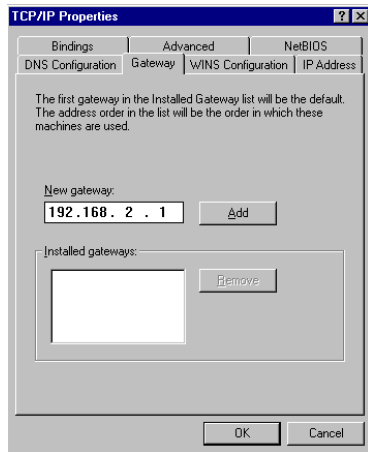 TCP/IP Properties
Bindings Advanced NetBIOS
DNS Configuration Gateway WINS Configuration IP Address
The first gateway in the Installed Gateway list will be the default.
The address order in the list will be the order in which these
machines are used.
New gateway:
192.168. 2 . 1 Add
Installed gateways:
Remove
OK Cancel